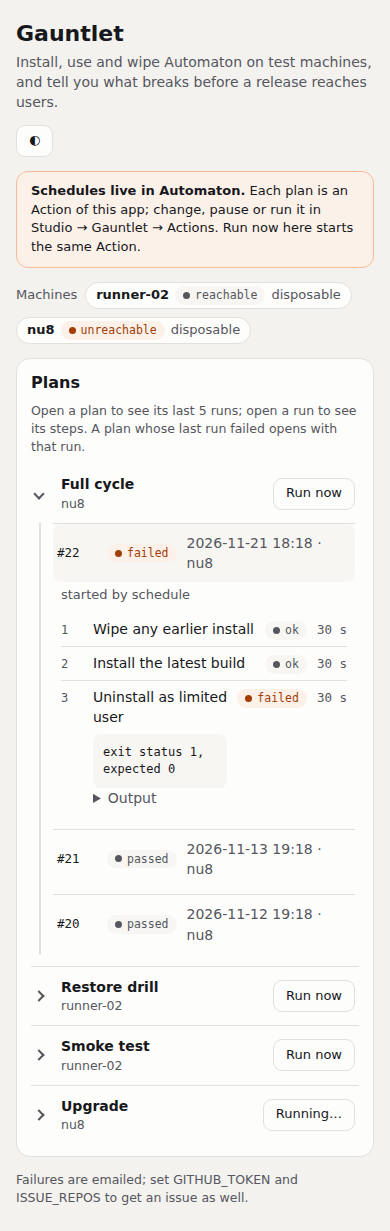 Gauntlet
Install, use and wipe Automaton on test machines,
and tell you what breaks before a release reaches
users.
Schedules live in Automaton. Each plan is an
Action of this app; change, pause or run it in
Studio → Gauntlet → Actions. Run now here starts
the same Action.
Machines runner-02 reachable disposable
nu8 unreachable disposable
Plans
Open a plan to see its last 5 runs; open a run to see
its steps. A plan whose last run failed opens with
that run.
Full cycle
nu8
Run now
#22 failed 2026-11-21 18:18 ·
nu8
started by schedule
1 Wipe any earlier install ok 30 s
2 Install the latest build ok 30 s
3 Uninstall as limited failed 30 s
user
exit status 1,
expected 0
Output
#21 passed 2026-11-13 19:18 ·
nu8
#20 passed 2026-11-12 19:18 ·
nu8
Restore drill
runner-02
Run now
Smoke test
runner-02
Run now
Upgrade
nu8
Running…
Failures are emailed; set GITHUB_TOKEN and
ISSUE_REPOS to get an issue as well.